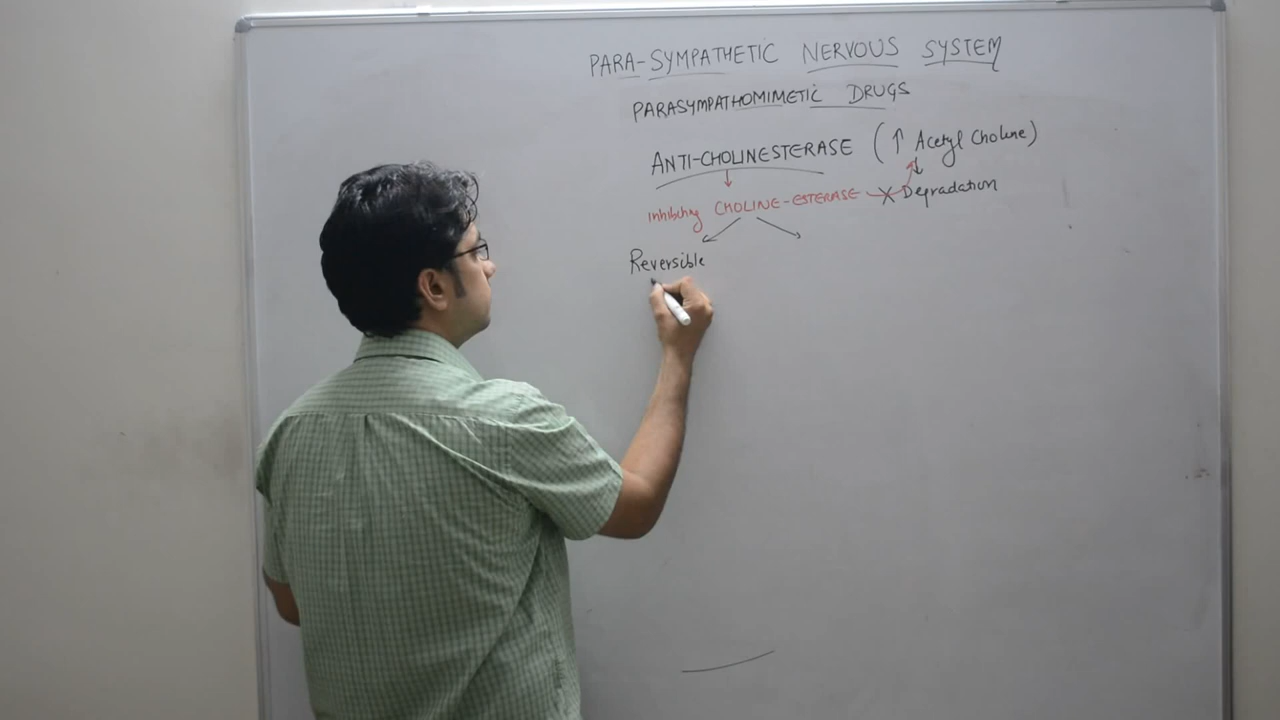 PARA-SYMPATHETIC NERVOUS SYSTEM
PARASYMPATHOMIMETIC DRUGS
ANTI-CHOLINESTERASE (↑ Acetyl Choline)
Inhibiting CHOLINE-ESTERASE Degradation
Reversible